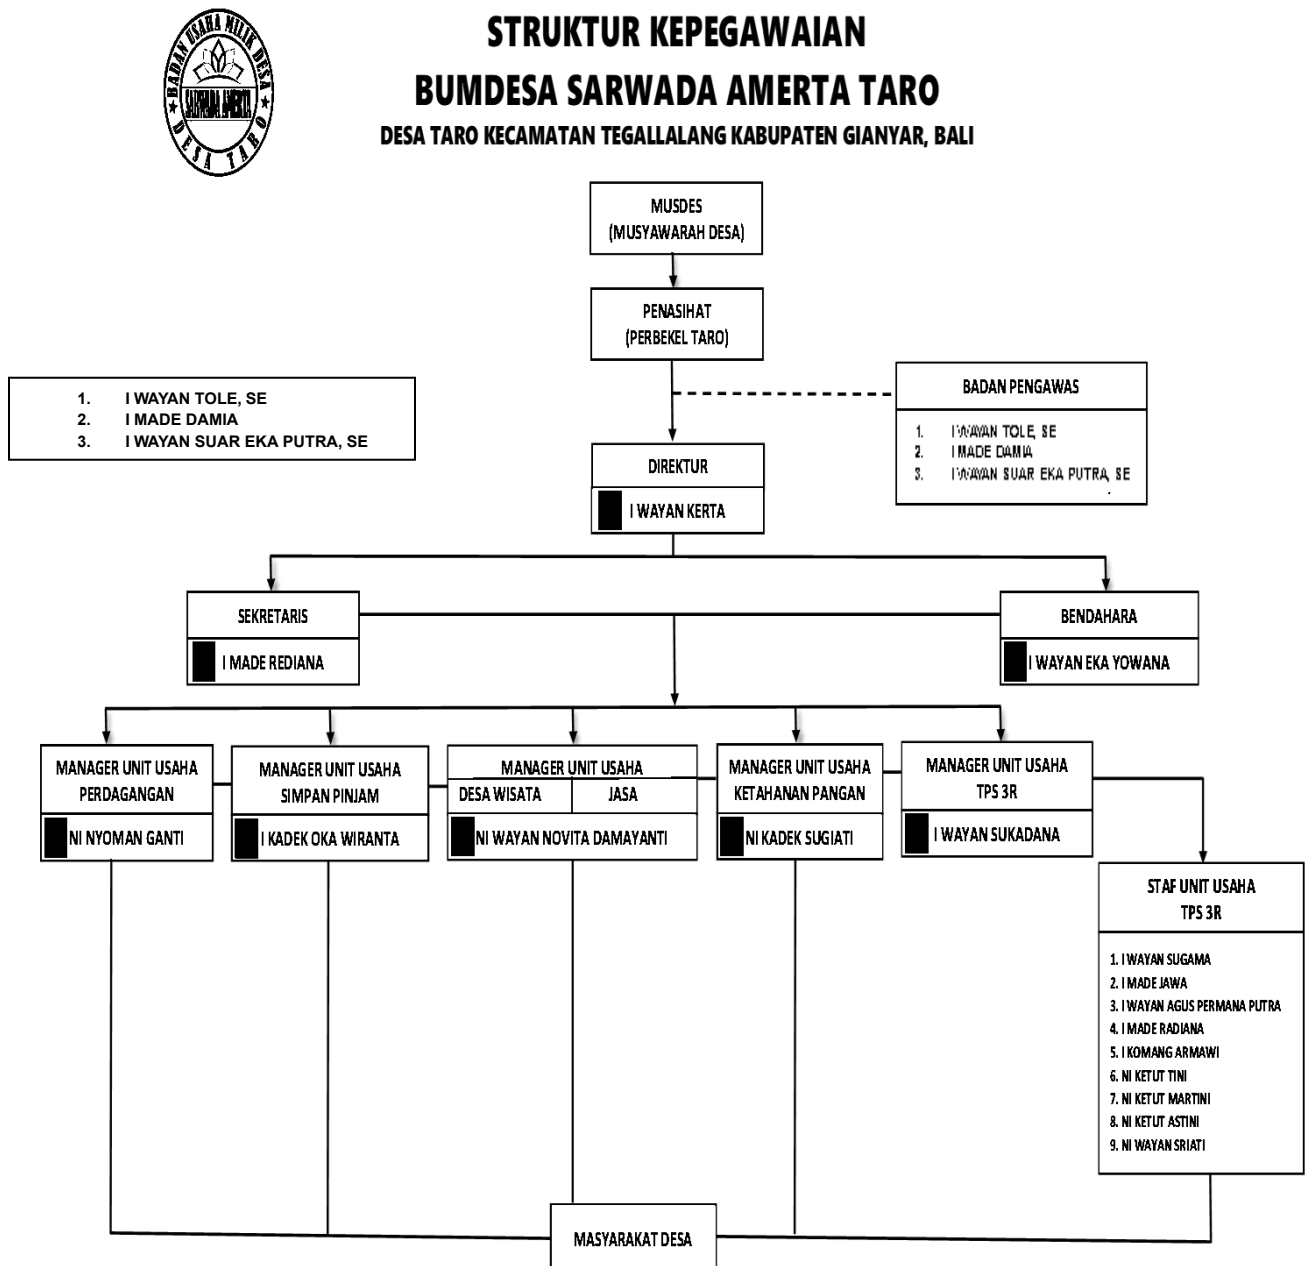 STRUKTUR KEPEGAWAIAN
BUMDESA SARWADA AMERTA TARO
DESA TARO KECAMATAN TEGALLALANG KABUPATEN GIANYAR, BALI
BADAN USAHA MILIK DESA
SARWADA AMERTA
DESA TARO
MUSDES
(MUSYAWARAH DESA)
PENASIHAT
(PERBEKEL TARO)
1. I WAYAN TOLE, SE
2. I MADE DAMIA
3. I WAYAN SUAR EKA PUTRA, SE
BADAN PENGAWAS
1. I WAYAN TOLE, SE
2. I MADE DAMIA
3. I WAYAN SUAR EKA PUTRA, SE
DIREKTUR
I WAYAN KERTA
SEKRETARIS
I MADE REDIANA
BENDAHARA
I WAYAN EKA YOWANA
MANAGER UNIT USAHA
PERDAGANGAN
NI NYOMAN GANTI
MANAGER UNIT USAHA
SIMPAN PINJAM
I KADEK OKA WIRANTA
MANAGER UNIT USAHA
DESA WISATA JASA
NI WAYAN NOVITA DAMAYANTI
MANAGER UNIT USAHA
KETAHANAN PANGAN
NI KADEK SUGIATI
MANAGER UNIT USAHA
TPS 3R
I WAYAN SUKADANA
STAF UNIT USAHA
TPS 3R
1. I WAYAN SUGAMA
2. I MADE JAWA
3. I WAYAN AGUS PERMANA PUTRA
4. I MADE RADIANA
5. I KOMANG ARMAWI
6. NI KETUT TINI
7. NI KETUT MARTINI
8. NI KETUT ASTINI
9. NI WAYAN SRIATI
MASYARAKAT DESA